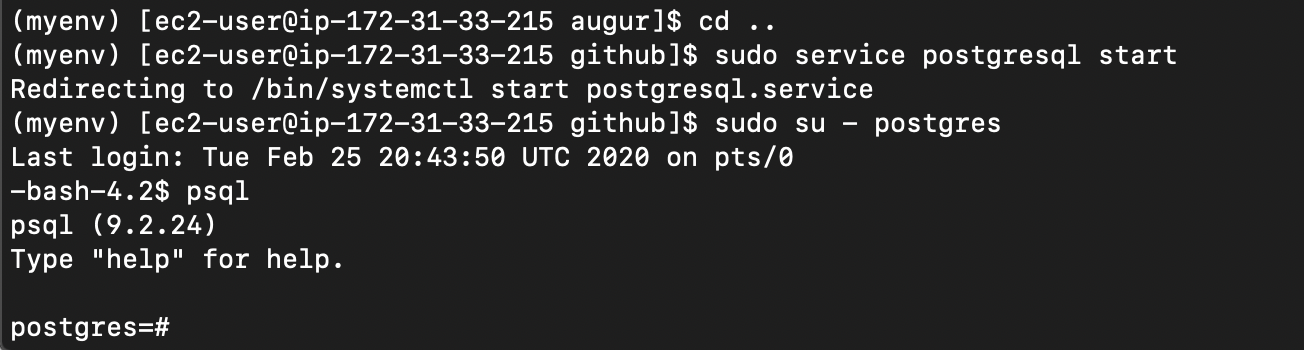 (myenv) [ec2-user@ip-172-31-33-215 augur]$ cd ..
(myenv) [ec2-user@ip-172-31-33-215 github]$ sudo service postgresql start
Redirecting to /bin/systemctl start postgresql.service
(myenv) [ec2-user@ip-172-31-33-215 github]$ sudo su - postgres
Last login: Tue Feb 25 20:43:50 UTC 2020 on pts/0
-bash-4.2$ psql
psql (9.2.24)
Type "help" for help.
postgres=#